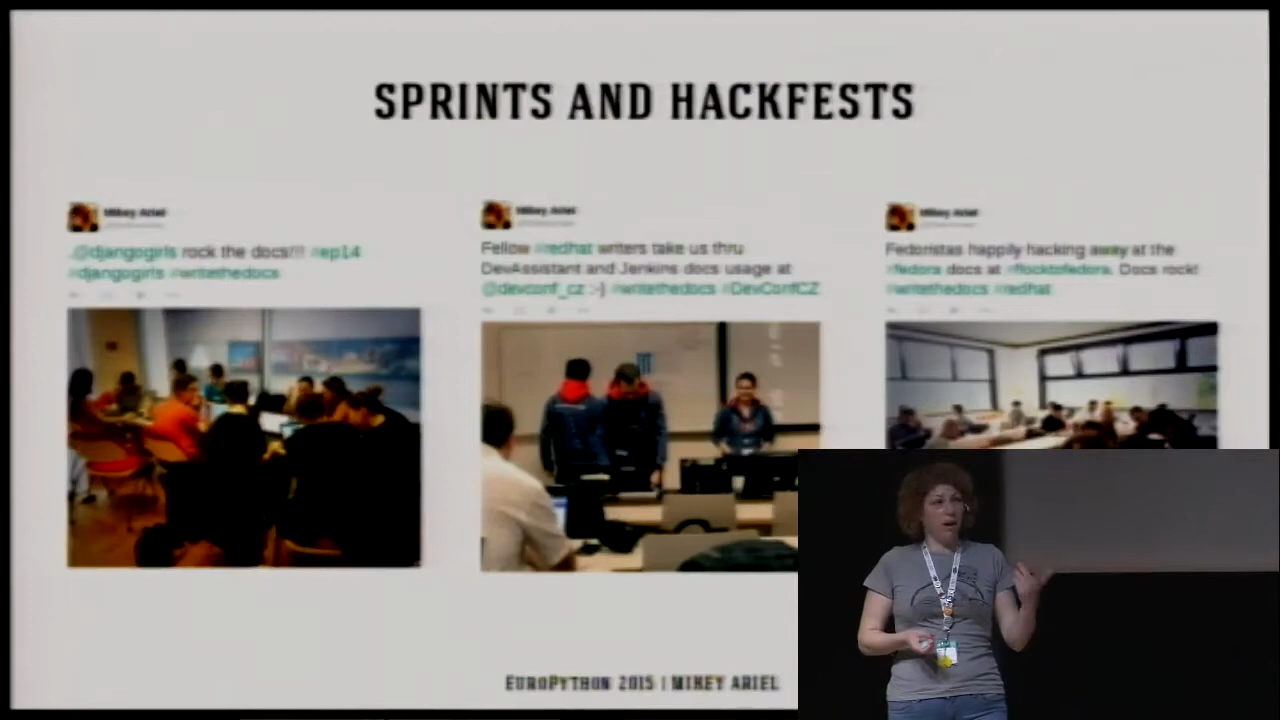 SPRINTS AND HACKFESTS
Mikey Ariel
.@djangogirls rock the docs!!! #ep14
#djangogirls #writethedocs
Mikey Ariel
Fellow #redhat writers take us thru
DevAssistant and Jenkins docs usage at
@devconf_cz :-) #writethedocs #DevConfCZ
Mikey Ariel
Fedoristas happily hacking away at the
#fedora docs at #flocktofedora. Docs rock!
#writethedocs #redhat
EUROPYTHON 2015 | MIKEY ARIEL